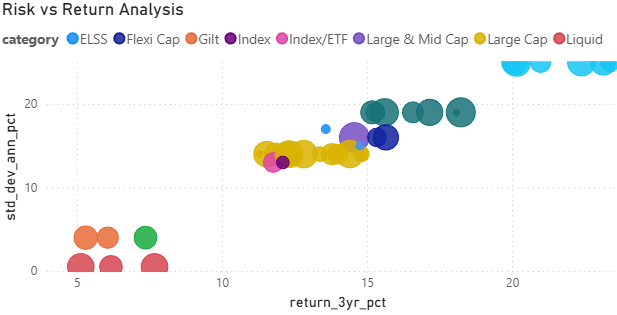 Risk vs Return Analysis
category ELSS Flexi Cap Gilt Index Index/ETF Large & Mid Cap Large Cap Liquid
std_dev_ann_pct
20
10
0
5 10 15 20
return_3yr_pct